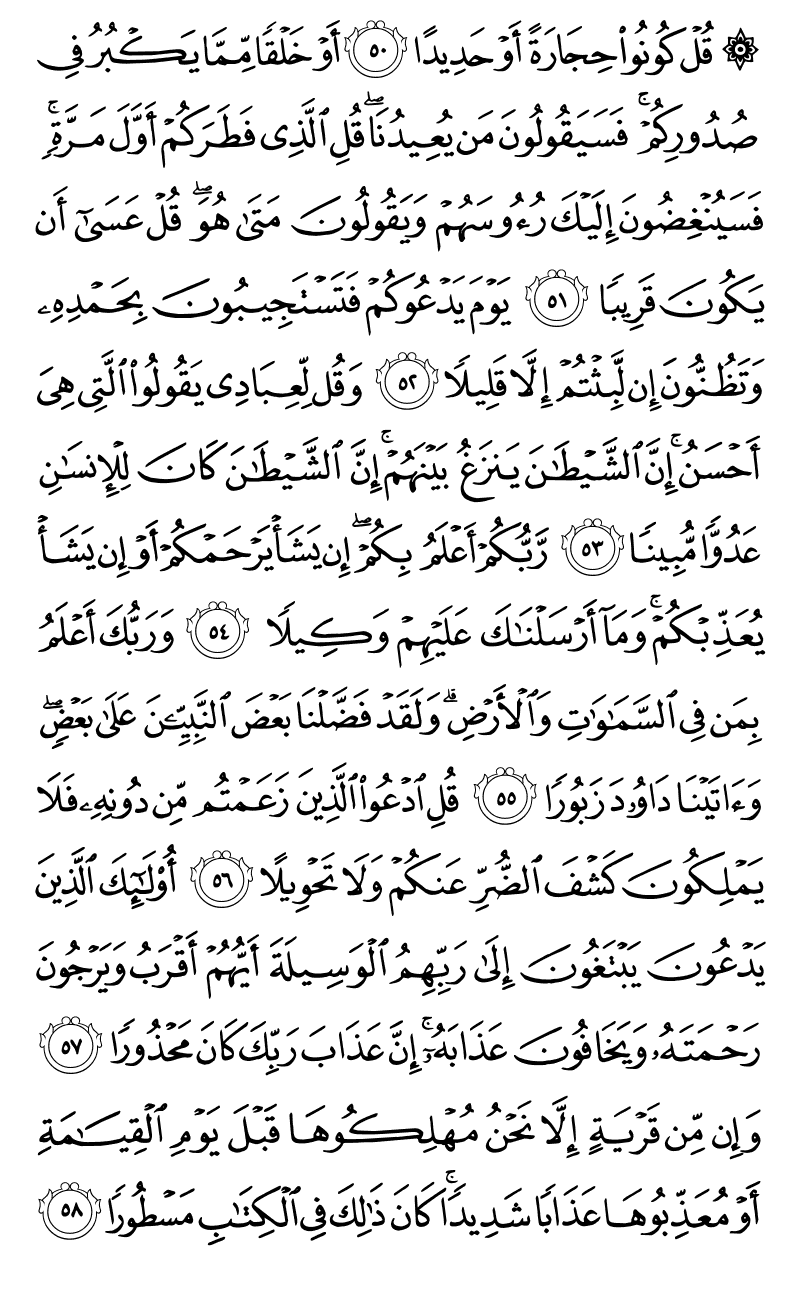 ۞ قُلۡ كُونُواْ حِجَارَةً أَوۡ حَدِيدًا ٥٠ أَوۡ خَلۡقٗا مِّمَّا يَكۡبُرُ فِي
صُدُورِكُمۡۚ فَسَيَقُولُونَ مَن يُعِيدُنَاۖ قُلِ ٱلَّذِي فَطَرَكُمۡ أَوَّلَ مَرَّةٖۚ
فَسَيُنۡغِضُونَ إِلَيۡكَ رُءُوسَهُمۡ وَيَقُولُونَ مَتَىٰ هُوَۖ قُلۡ عَسَىٰٓ أَن
يَكُونَ قَرِيبٗا ٥١ يَوۡمَ يَدۡعُوكُمۡ فَتَسۡتَجِيبُونَ بِحَمۡدِهِۦ
وَتَظُنُّونَ إِن لَّبِثۡتُمۡ إِلَّا قَلِيلٗا ٥٢ وَقُل لِّعِبَادِي يَقُولُواْ ٱلَّتِي هِيَ
أَحۡسَنُۚ إِنَّ ٱلشَّيۡطَٰنَ يَنزَغُ بَيۡنَهُمۡۚ إِنَّ ٱلشَّيۡطَٰنَ كَانَ لِلۡإِنسَٰنِ
عَدُوّٗا مُّبِينٗا ٥٣ رَّبُّكُمۡ أَعۡلَمُ بِكُمۡۖ إِن يَشَأۡ يَرۡحَمۡكُمۡ أَوۡ إِن يَشَأۡ
يُعَذِّبۡكُمۡۚ وَمَآ أَرۡسَلۡنَٰكَ عَلَيۡهِمۡ وَكِيلٗا ٥٤ وَرَبُّكَ أَعۡلَمُ
بِمَن فِي ٱلسَّمَٰوَٰتِ وَٱلۡأَرۡضِۗ وَلَقَدۡ فَضَّلۡنَا بَعۡضَ ٱلنَّبِيِّـۧنَ عَلَىٰ بَعۡضٖۖ
وَءَاتَيۡنَا دَاوُۥدَ زَبُورٗا ٥٥ قُلِ ٱدۡعُواْ ٱلَّذِينَ زَعَمۡتُم مِّن دُونِهِۦ فَلَا
يَمۡلِكُونَ كَشۡفَ ٱلضُّرِّ عَنكُمۡ وَلَا تَحۡوِيلًا ٥٦ أُوْلَٰٓئِكَ ٱلَّذِينَ
يَدۡعُونَ يَبۡتَغُونَ إِلَىٰ رَبِّهِمُ ٱلۡوَسِيلَةَ أَيُّهُمۡ أَقۡرَبُ وَيَرۡجُونَ
رَحۡمَتَهُۥ وَيَخَافُونَ عَذَابَهُۥٓۚ إِنَّ عَذَابَ رَبِّكَ كَانَ مَحۡذُورٗا ٥٧
وَإِن مِّن قَرۡيَةٍ إِلَّا نَحۡنُ مُهۡلِكُوهَا قَبۡلَ يَوۡمِ ٱلۡقِيَٰمَةِ
أَوۡ مُعَذِّبُوهَا عَذَابٗا شَدِيدٗاۚ كَانَ ذَٰلِكَ فِي ٱلۡكِتَٰبِ مَسۡطُورٗا ٥٨